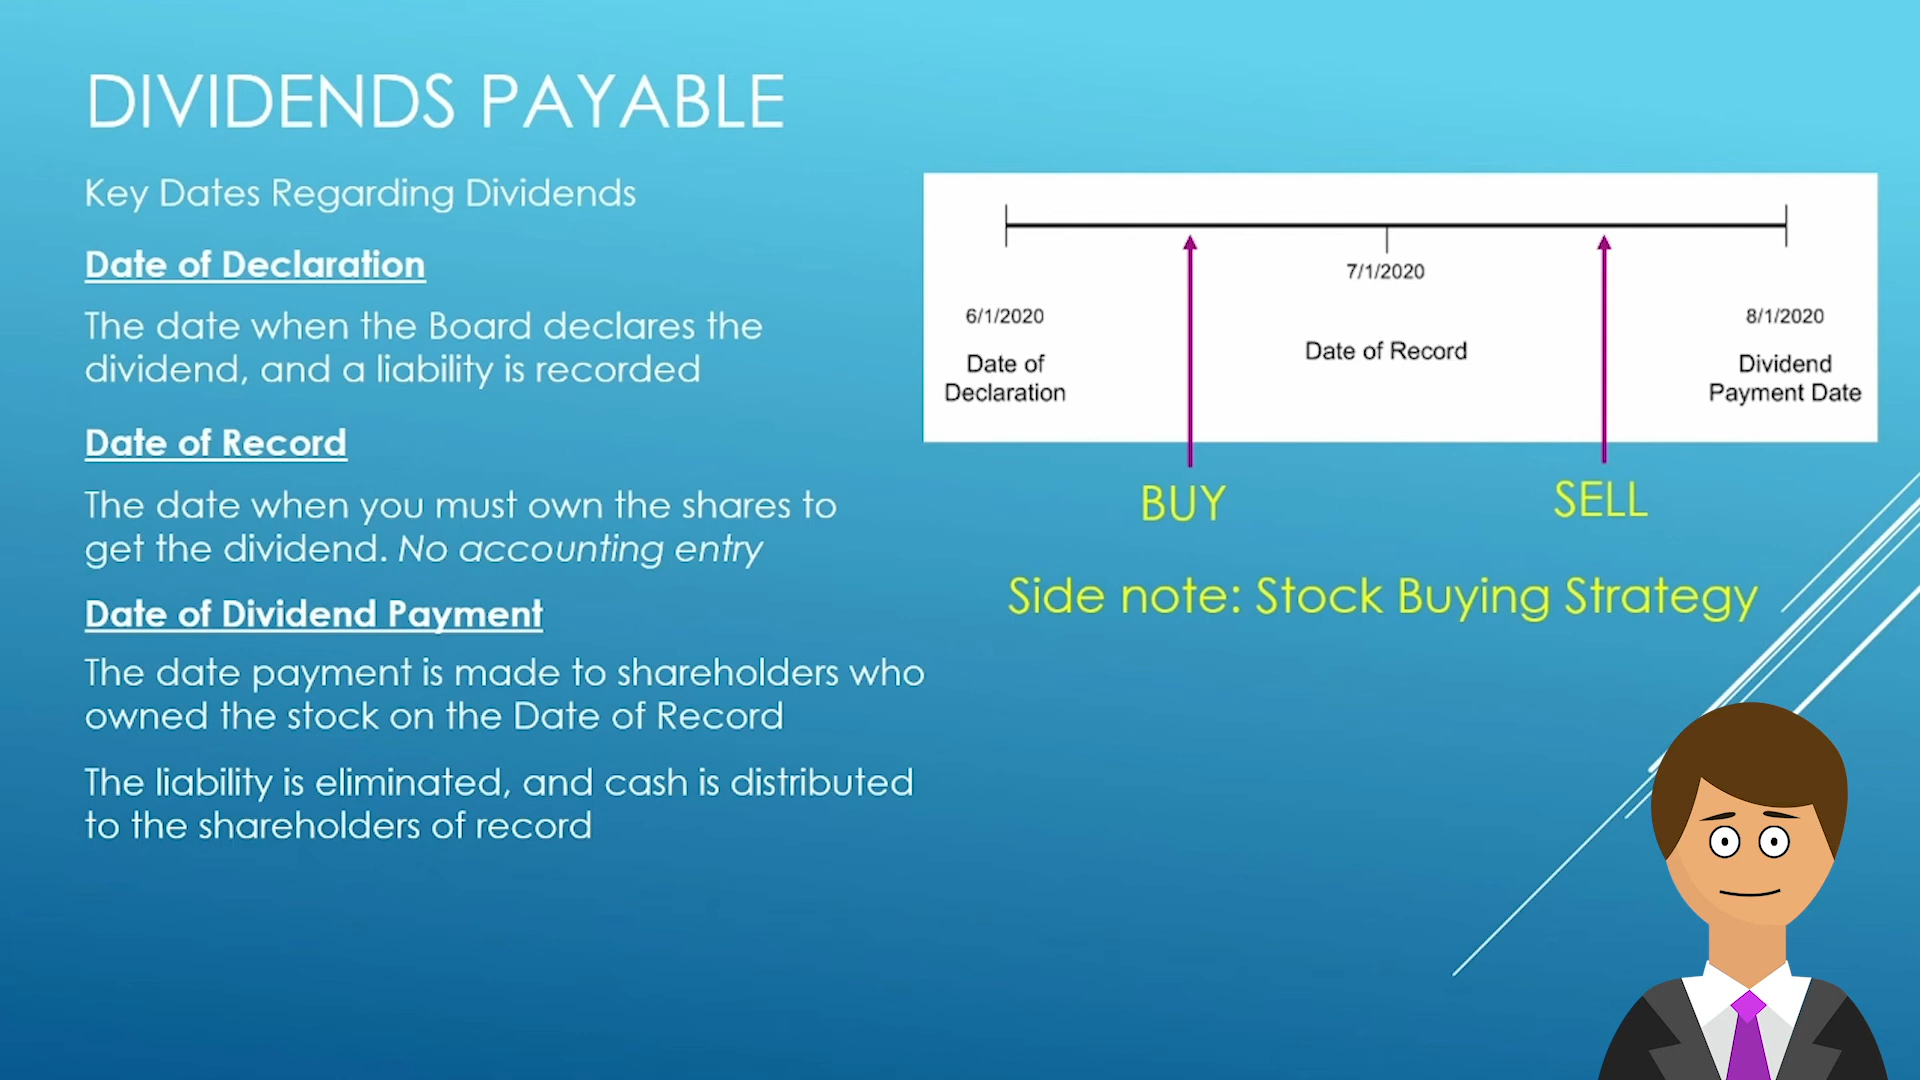 DIVIDENDS PAYABLE
Key Dates Regarding Dividends
Date of Declaration
The date when the Board declares the
dividend, and a liability is recorded
Date of Record
The date when you must own the shares to
get the dividend. No accounting entry
Date of Dividend Payment
The date payment is made to shareholders who
owned the stock on the Date of Record
The liability is eliminated, and cash is distributed
to the shareholders of record
6/1/2020
Date of
Declaration
7/1/2020
Date of Record
8/1/2020
Dividend
Payment Date
BUY
SELL
Side note: Stock Buying Strategy